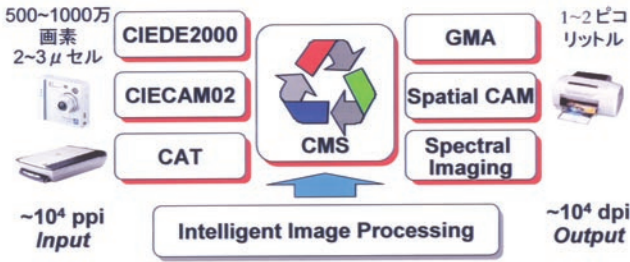 500~1000万
画素
2~3μセル
CIEDE2000
CIECAM02
CAT
CMS
GMA
Spatial CAM
Spectral
Imaging
1~2ピコ
リットル
~10⁴ ppi
Input
Intelligent Image Processing
~10⁴ dpi
Output